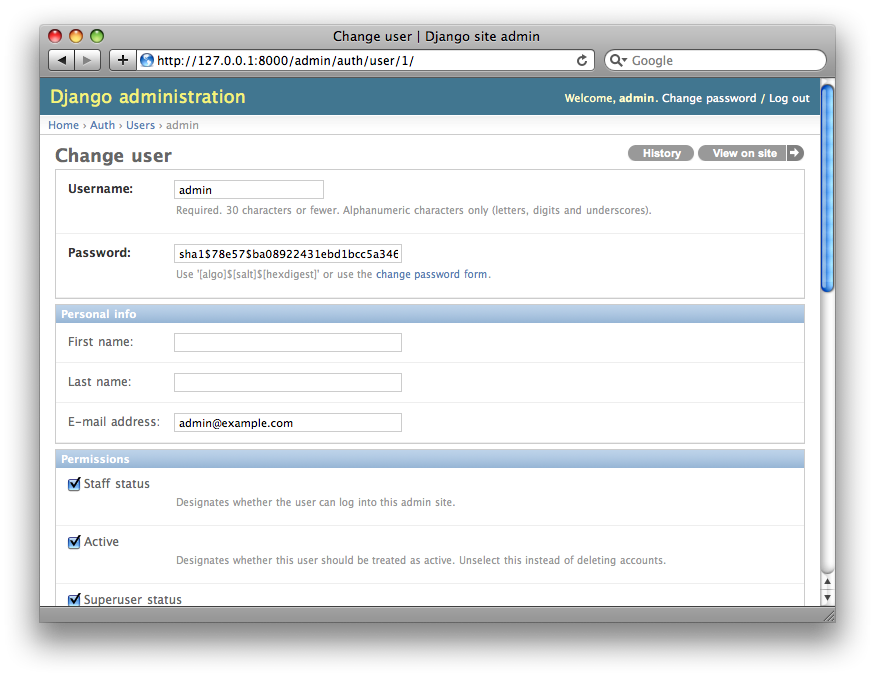 Change user | Django site admin
http://127.0.0.1:8000/admin/auth/user/1/
Google
Django administration
Welcome, admin. Change password / Log out
Home › Auth › Users › admin
Change user
History
View on site
Username:
admin
Required. 30 characters or fewer. Alphanumeric characters only (letters, digits and underscores).
Password:
sha1$78e57$ba08922431ebd1bcc5a346
Use '[algo]$[salt]$[hexdigest]' or use the change password form.
Personal info
First name:
Last name:
E-mail address:
admin@example.com
Permissions
Staff status
Designates whether the user can log into this admin site.
Active
Designates whether this user should be treated as active. Unselect this instead of deleting accounts.
Superuser status